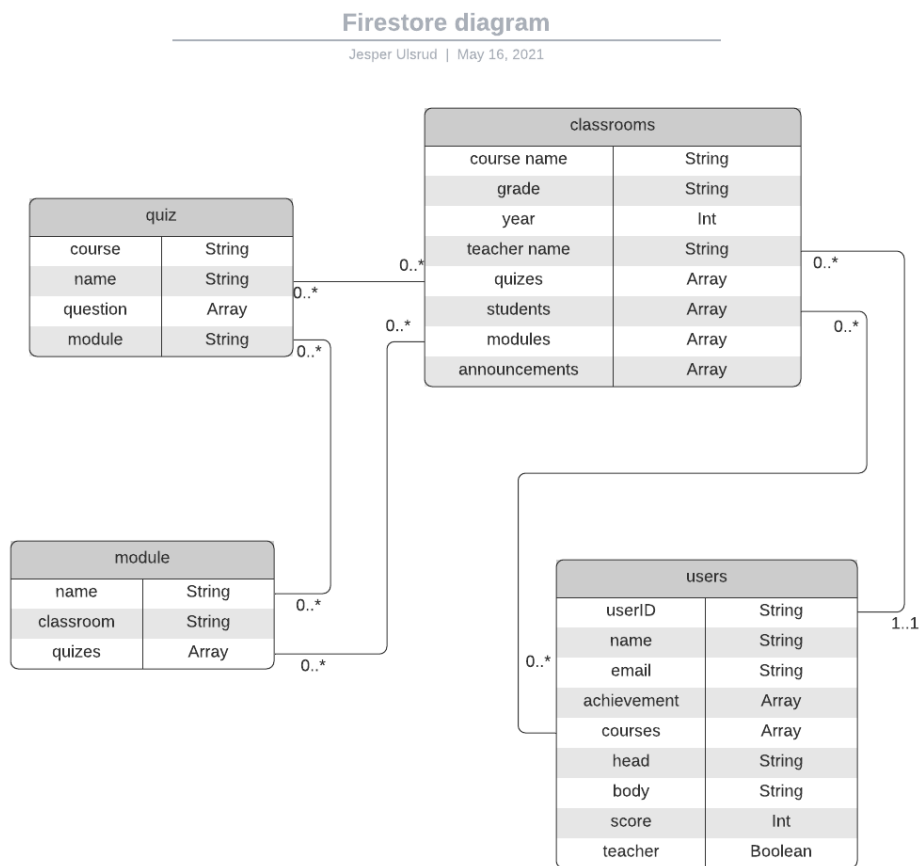 Firestore diagram
Jesper Ulsrud | May 16, 2021
classrooms
course name String
grade String
year Int
teacher name String
quizes Array
students Array
modules Array
announcements Array
quiz
course String
name String
question Array
module String
0..*
0..*
0..*
0..*
0..*
0..*
module
name String
classroom String
quizes Array
0..*
0..*
users
userID String
name String
email String
achievement Array
courses Array
head String
body String
score Int
teacher Boolean
1..1
0..*